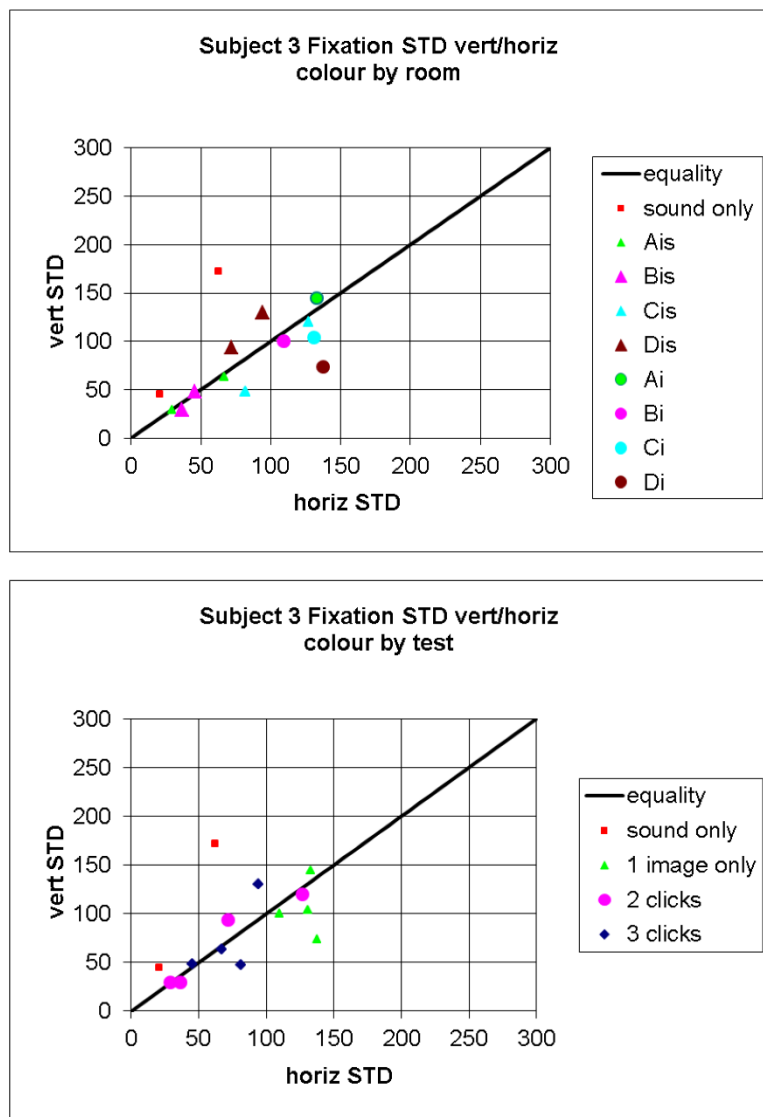 Subject 3 Fixation STD vert/horiz
colour by room
300
250
200
150
100
50
0
vert STD
0 50 100 150 200 250 300
horiz STD
equality
sound only
Ais
Bis
Cis
Dis
Ai
Bi
Ci
Di
Subject 3 Fixation STD vert/horiz
colour by test
300
250
200
150
100
50
0
vert STD
0 50 100 150 200 250 300
horiz STD
equality
sound only
1 image only
2 clicks
3 clicks